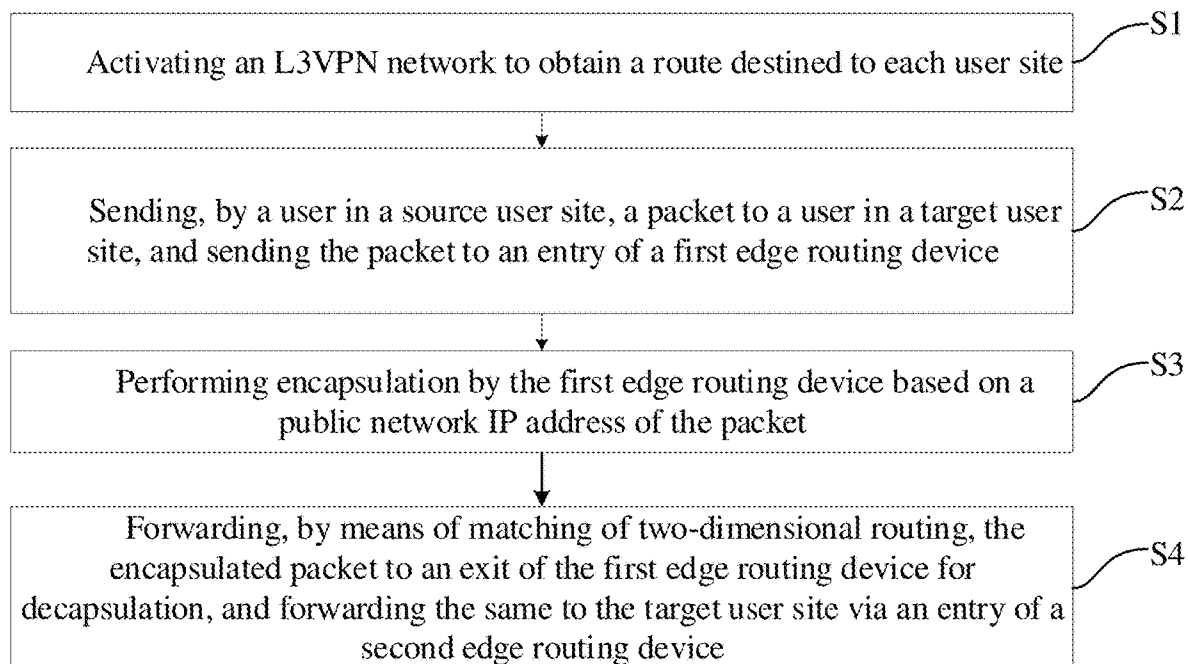 S1
Activating an L3VPN network to obtain a route destined to each user site
S2
Sending, by a user in a source user site, a packet to a user in a target user
site, and sending the packet to an entry of a first edge routing device
S3
Performing encapsulation by the first edge routing device based on a
public network IP address of the packet
S4
Forwarding, by means of matching of two-dimensional routing, the
encapsulated packet to an exit of the first edge routing device for
decapsulation, and forwarding the same to the target user site via an entry of a
second edge routing device